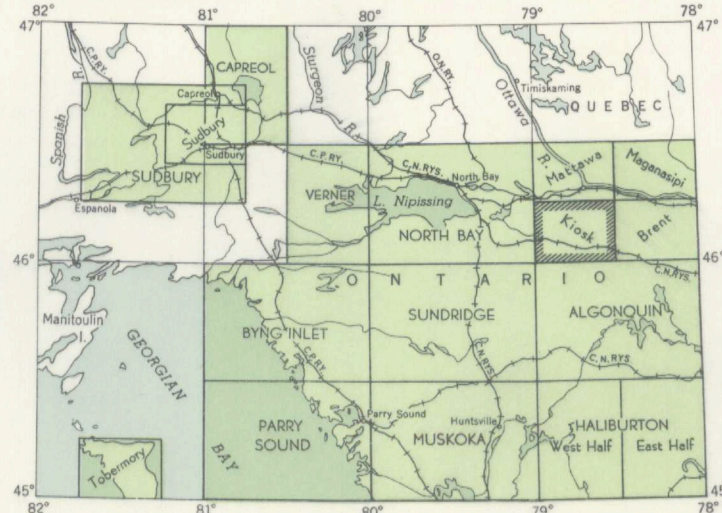 82° 81° 80° 79° 78°
47° 47°
CAPREOL
Spanish R.
C.P.RY.
Capreol
Sturgeon R.
O.N.RY.
Timiskaming
Ottawa R.
QUEBEC
Sudbury
Sudbury
SUDBURY
C.P.RY.
C.N.RYS.
North Bay
Mattawa
Maganasipi
Espanola
VERNER
L. Nipissing
NORTH BAY
Kiosk
Brent
46° 46°
C.N.RYS.
ONTARIO
Manitoulin I.
GEORGIAN BAY
BYNG INLET
SUNDRIDGE
ALGONQUIN
C.P.RY.
C.N.RYS.
C.N.RYS.
Tobermory
PARRY SOUND
Parry Sound
Huntsville
MUSKOKA
HALIBURTON
West Half
East Half
45° 45°
82° 81° 80° 79° 78°